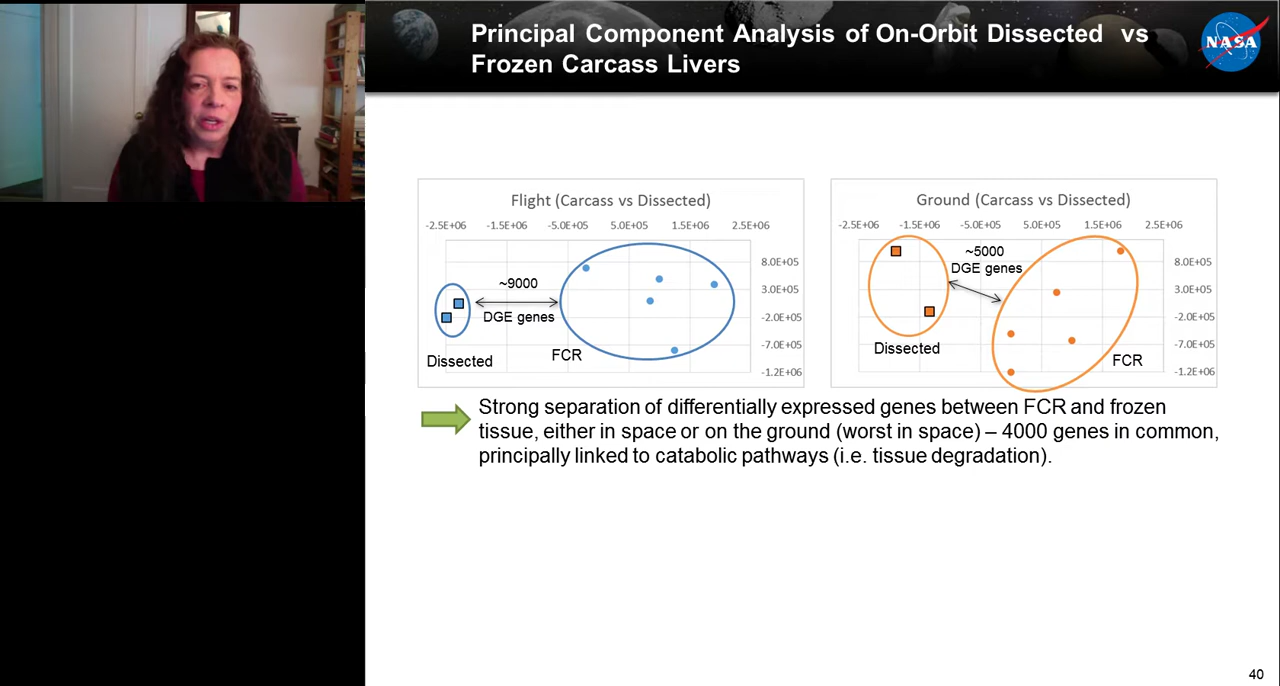 Principal Component Analysis of On-Orbit Dissected vs
Frozen Carcass Livers
NASA
Flight (Carcass vs Dissected)
-2.5E+06 -1.5E+06 -5.0E+06 5.0E+06 1.5E+06 2.5E+06
8.0E+05
3.0E+05
-2.0E+05
-7.0E+05
-1.2E+06
~9000
DGE genes
Dissected
FCR
Ground (Carcass vs Dissected)
-2.5E+06 -1.5E+06 -5.0E+06 5.0E+06 1.5E+06 2.5E+06
8.0E+05
3.0E+05
-2.0E+05
-7.0E+05
-1.2E+06
~5000
DGE genes
Dissected
FCR
Strong separation of differentially expressed genes between FCR and frozen
tissue, either in space or on the ground (worst in space) – 4000 genes in common,
principally linked to catabolic pathways (i.e. tissue degradation).
40